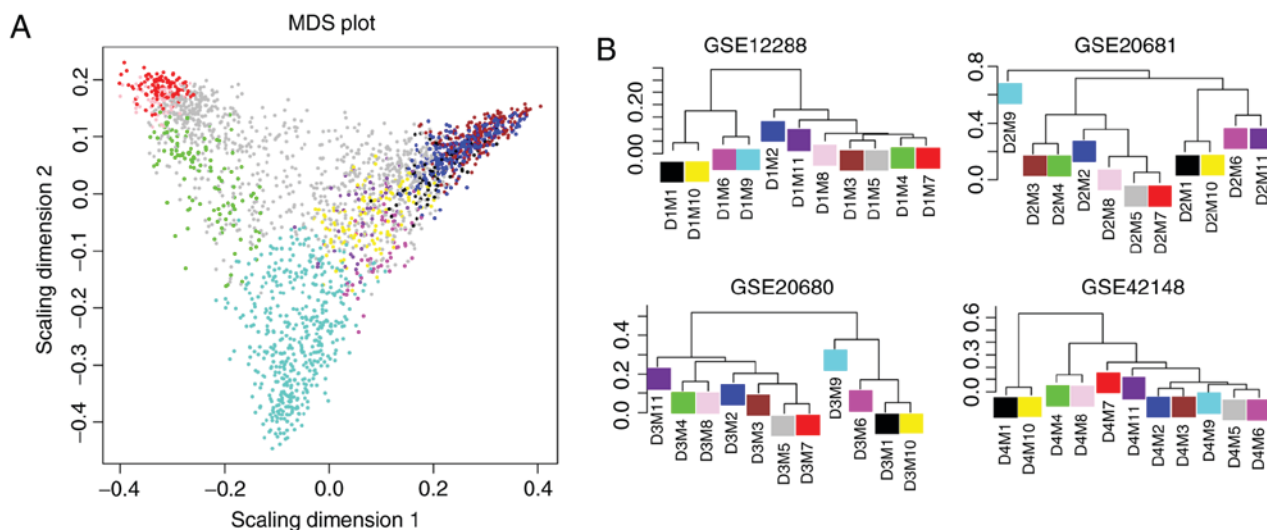 A
MDS plot
Scaling dimension 2
0.2
0.1
0.0
−0.1
−0.2
−0.3
−0.4
−0.4
−0.2
0.0
0.2
0.4
Scaling dimension 1
B
GSE12288
0.20
0.00
D1M1
D1M10
D1M6
D1M9
D1M2
D1M11
D1M8
D1M3
D1M5
D1M4
D1M7
GSE20681
0.8
0.4
0.0
D2M9
D2M3
D2M4
D2M2
D2M8
D2M5
D2M7
D2M1
D2M10
D2M6
D2M11
GSE20680
0.4
0.2
0.0
D3M11
D3M4
D3M8
D3M2
D3M3
D3M5
D3M7
D3M9
D3M6
D3M1
D3M10
GSE42148
0.6
0.3
0.0
D4M1
D4M10
D4M4
D4M8
D4M7
D4M11
D4M2
D4M3
D4M9
D4M5
D4M6